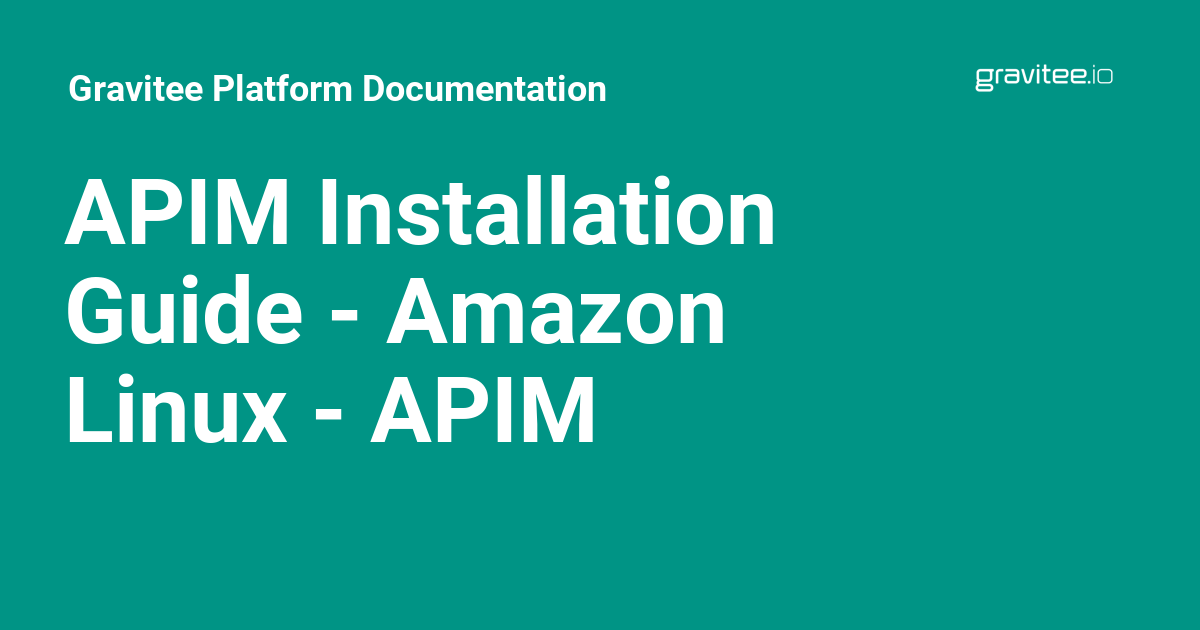 Gravitee Platform Documentation
gravitee.io
APIM Installation
Guide - Amazon
Linux - APIM